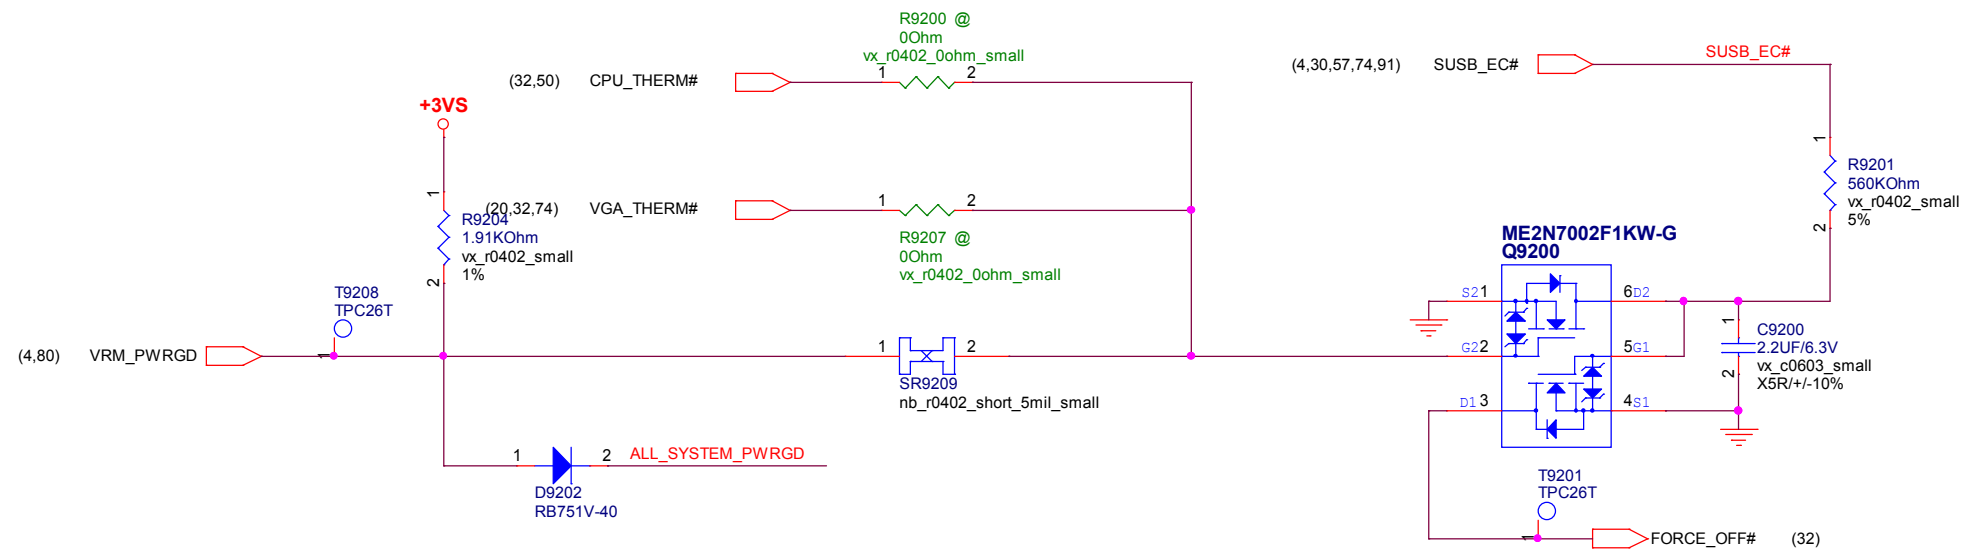 R9200 @
0Ohm
vx_r0402_0ohm_small
1 2
(32,50) CPU_THERM#
(4,30,57,74,91) SUSB_EC#
SUSB_EC#
+3VS
1
R9204
1.91KOhm
vx_r0402_small
1%
2
(20,32,74) VGA_THERM#
1 2
R9207 @
0Ohm
vx_r0402_0ohm_small
1
R9201
560KOhm
vx_r0402_small
5%
2
ME2N7002F1KW-G
Q9200
S2 1
6 D2
G2 2
5 G1
D1 3
4 S1
1
C9200
2.2UF/6.3V
vx_c0603_small
X5R/+/-10%
2
T9208
TPC26T
1
(4,80) VRM_PWRGD
1 2
SR9209
nb_r0402_short_5mil_small
1 2
ALL_SYSTEM_PWRGD
D9202
RB751V-40
T9201
TPC26T
1
FORCE_OFF# (32)